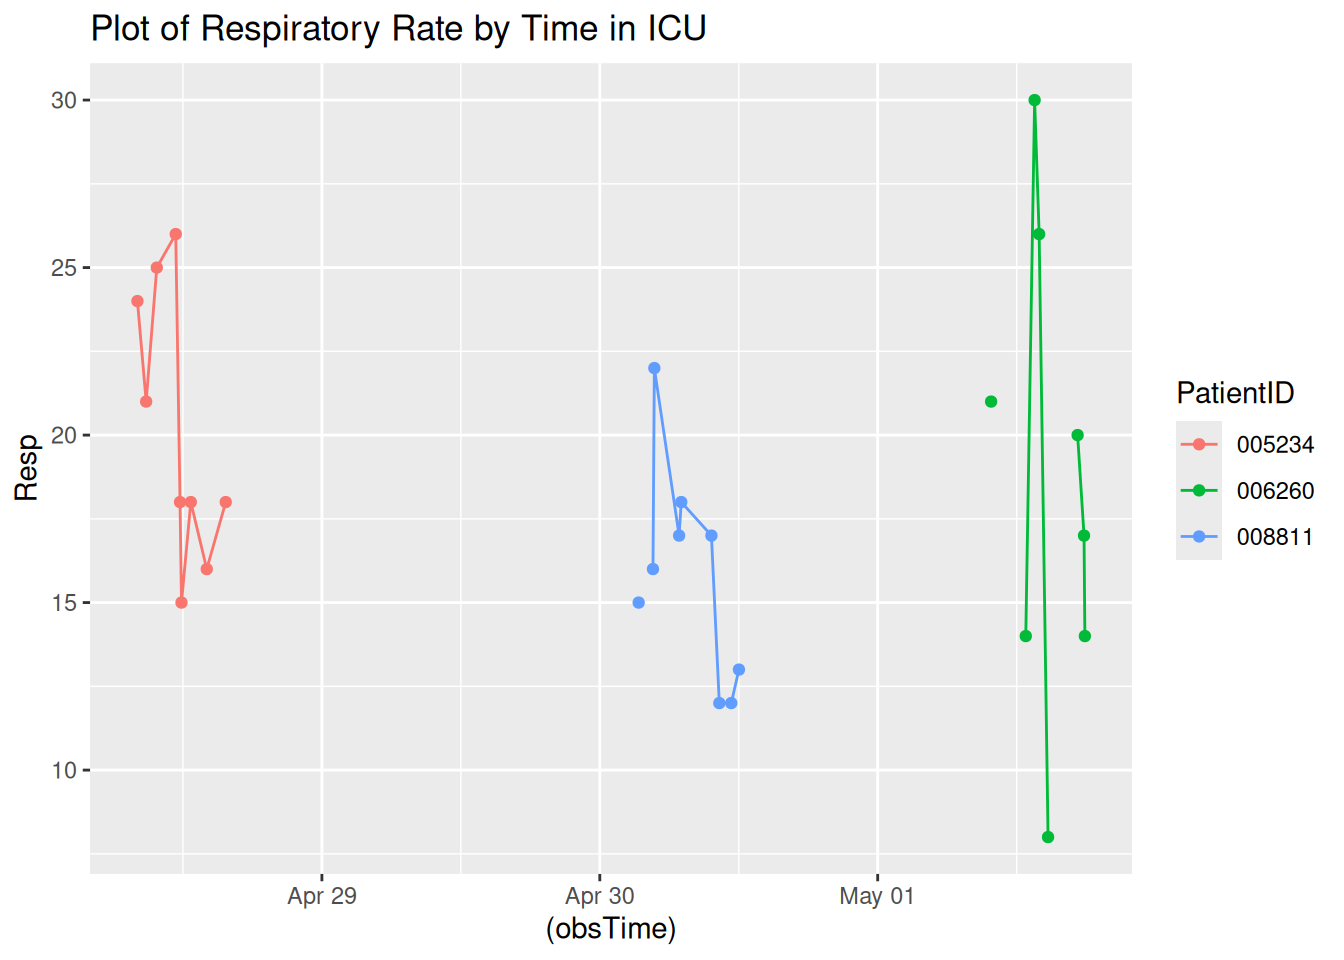 Plot of Respiratory Rate by Time in ICU
30
25
20
15
10
Resp
Apr 29
Apr 30
May 01
(obsTime)
PatientID
005234
006260
008811